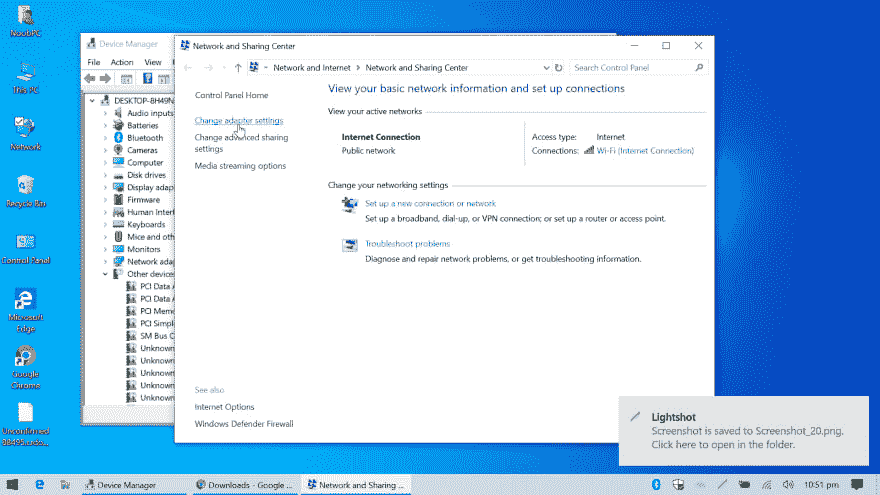 NoobPC
This PC
Network
Recycle Bin
Control Panel
Microsoft
Edge
Google
Chrome
Unconfirmed
Device Manager
File Action View
DESKTOP-8H49N
Audio inputs
Batteries
Bluetooth
Cameras
Computer
Disk drives
Display adap
Firmware
Human Interf
Keyboards
Mice and oth
Monitors
Network adap
Other devices
PCI Data A
PCI Data A
PCI Memo
PCI Simpl
SM Bus C
Unknown
Unknown
Unknown
Unknown
Unknown
Network and Sharing Center
Network and Internet > Network and Sharing Center
Search Control Panel
Control Panel Home
Change adapter settings
Change advanced sharing
settings
Media streaming options
See also
Internet Options
Windows Defender Firewall
View your basic network information and set up connections
View your active networks
Internet Connection
Public network
Access type: Internet
Connections: Wi-Fi (Internet Connection)
Change your networking settings
Set up a new connection or network
Set up a broadband, dial-up, or VPN connection; or set up a router or access point.
Troubleshoot problems
Diagnose and repair network problems, or get troubleshooting information.
Lightshot
Screenshot is saved to Screenshot_20.png.
Click here to open in the folder.
Device Manager
Downloads - Google ...
Network and Sharing ...
10:51 pm